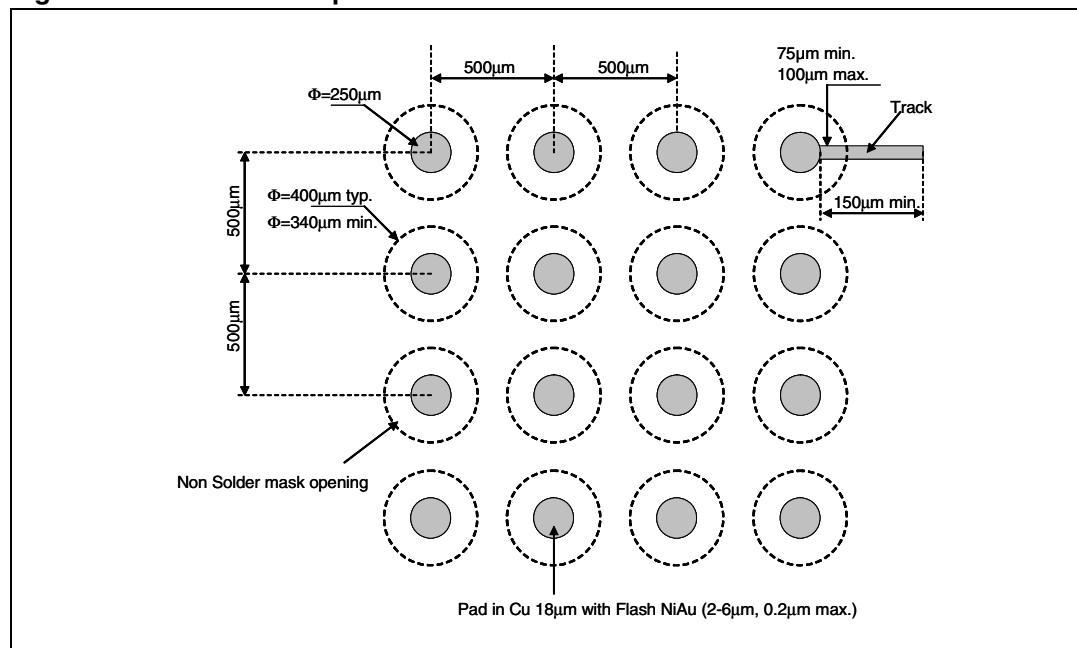 500µm
500µm
75µm min.
100µm max.
Φ=250µm
Track
500µm
Φ=400µm typ.
Φ=340µm min.
150µm min.
500µm
Non Solder mask opening
Pad in Cu 18µm with Flash NiAu (2-6µm, 0.2µm max.)